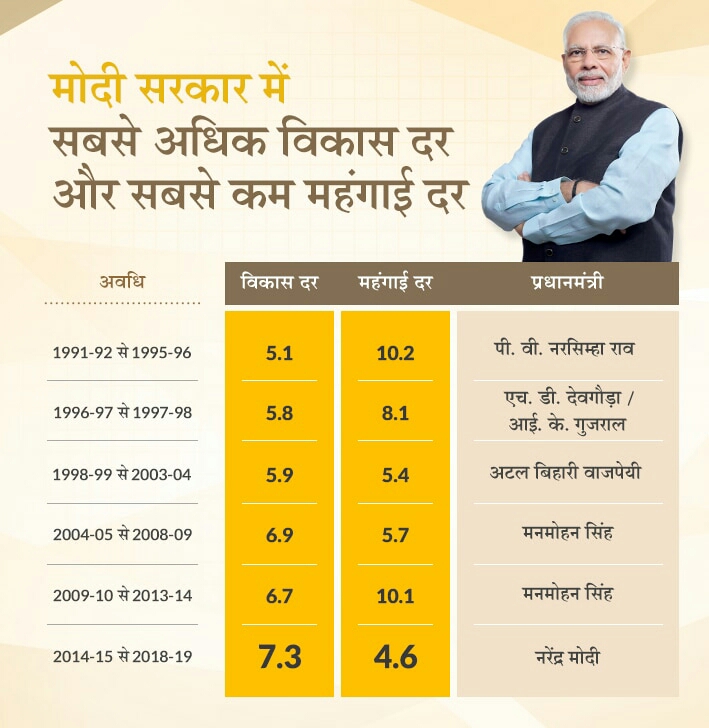 मोदी सरकार में
सबसे अधिक विकास दर
और सबसे कम महंगाई दर
अवधि विकास दर महंगाई दर प्रधानमंत्री
1991-92 से 1995-96 5.1 10.2 पी. वी. नरसिम्हा राव
1996-97 से 1997-98 5.8 8.1 एच. डी. देवगौड़ा /
आई. के. गुजराल
1998-99 से 2003-04 5.9 5.4 अटल बिहारी वाजपेयी
2004-05 से 2008-09 6.9 5.7 मनमोहन सिंह
2009-10 से 2013-14 6.7 10.1 मनमोहन सिंह
2014-15 से 2018-19 7.3 4.6 नरेंद्र मोदी